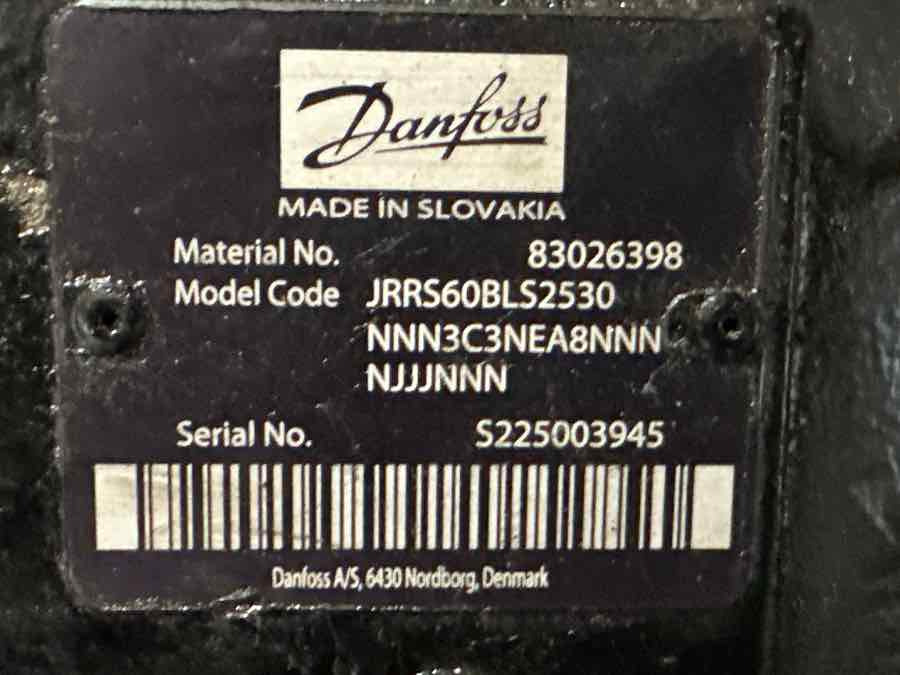 Danfoss
MADE IN SLOVAKIA
Material No. 83026398
Model Code JRRS60BLS2530
NNN3C3NEA8NNN
NJJJNNN
Serial No. S225003945
Danfoss A/S, 6430 Nordborg, Denmark